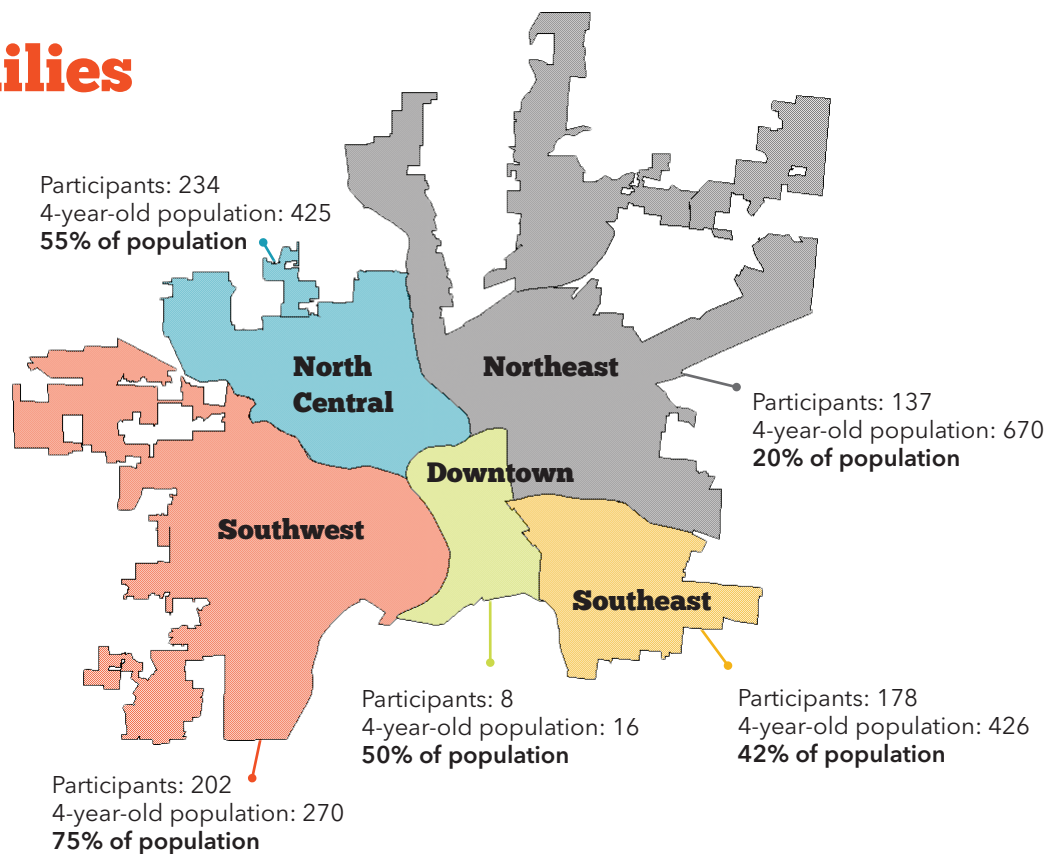 ilies
Participants: 234
4-year-old population: 425
55% of population
North
Central
Northeast
Participants: 137
4-year-old population: 670
20% of population
Downtown
Southwest
Southeast
Participants: 8
4-year-old population: 16
50% of population
Participants: 178
4-year-old population: 426
42% of population
Participants: 202
4-year-old population: 270
75% of population